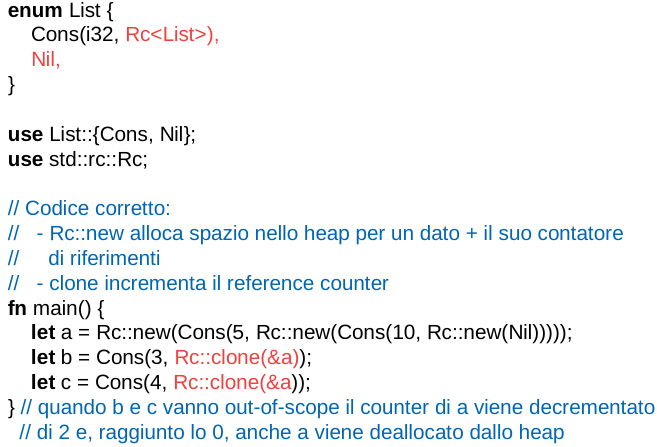 enum List {
    Cons(i32, Rc<List>),
    Nil,
}
use List::{Cons, Nil};
use std::rc::Rc;
// Codice corretto:
//   - Rc::new alloca spazio nello heap per un dato + il suo contatore
//     di riferimenti
//   - clone incrementa il reference counter
fn main() {
    let a = Rc::new(Cons(5, Rc::new(Cons(10, Rc::new(Nil)))));
    let b = Cons(3, Rc::clone(&a));
    let c = Cons(4, Rc::clone(&a));
} // quando b e c vanno out-of-scope il counter di a viene decrementato
  // di 2 e, raggiunto lo 0, anche a viene deallocato dallo heap